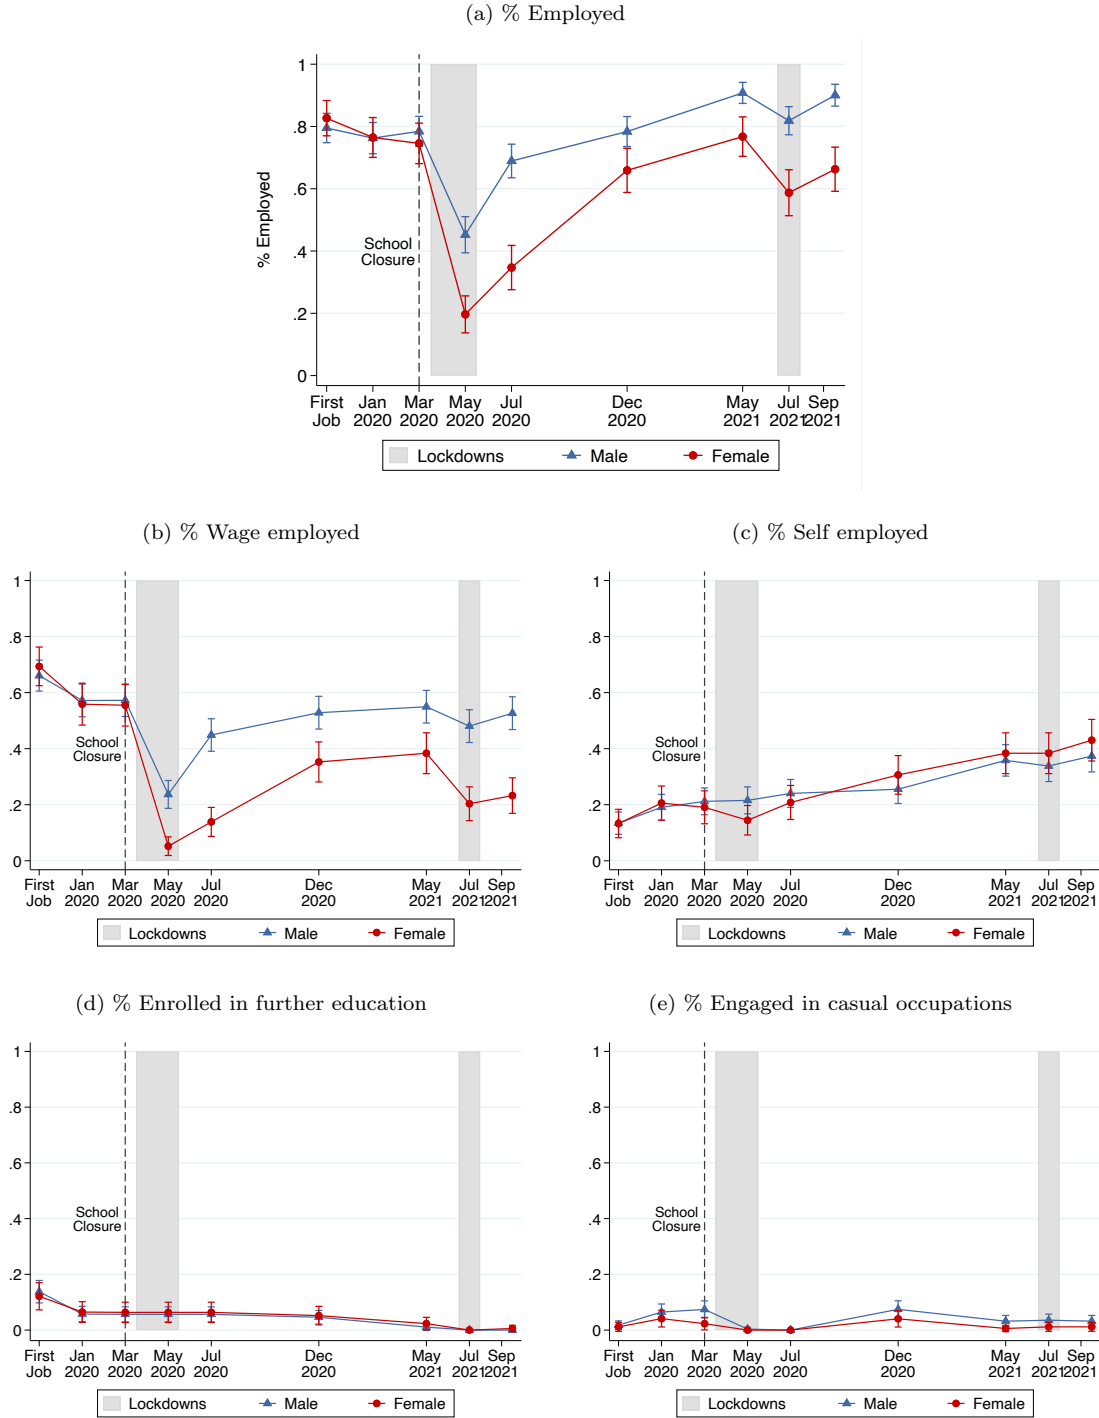 (a) % Employed
1
.8
.6
.4
.2
0
% Employed
School
Closure
First Jan Mar May Jul Dec May Jul Sep
Job 2020 2020 2020 2020 2020 2021 2021 2021
Lockdowns Male Female
(b) % Wage employed
1
.8
.6
.4
.2
0
School
Closure
First Jan Mar May Jul Dec May Jul Sep
Job 2020 2020 2020 2020 2020 2021 2021 2021
Lockdowns Male Female
(c) % Self employed
1
.8
.6
.4
.2
0
School
Closure
First Jan Mar May Jul Dec May Jul Sep
Job 2020 2020 2020 2020 2020 2021 2021 2021
Lockdowns Male Female
(d) % Enrolled in further education
1
.8
.6
.4
.2
0
School
Closure
First Jan Mar May Jul Dec May Jul Sep
Job 2020 2020 2020 2020 2020 2021 2021 2021
Lockdowns Male Female
(e) % Engaged in casual occupations
1
.8
.6
.4
.2
0
School
Closure
First Jan Mar May Jul Dec May Jul Sep
Job 2020 2020 2020 2020 2020 2021 2021 2021
Lockdowns Male Female